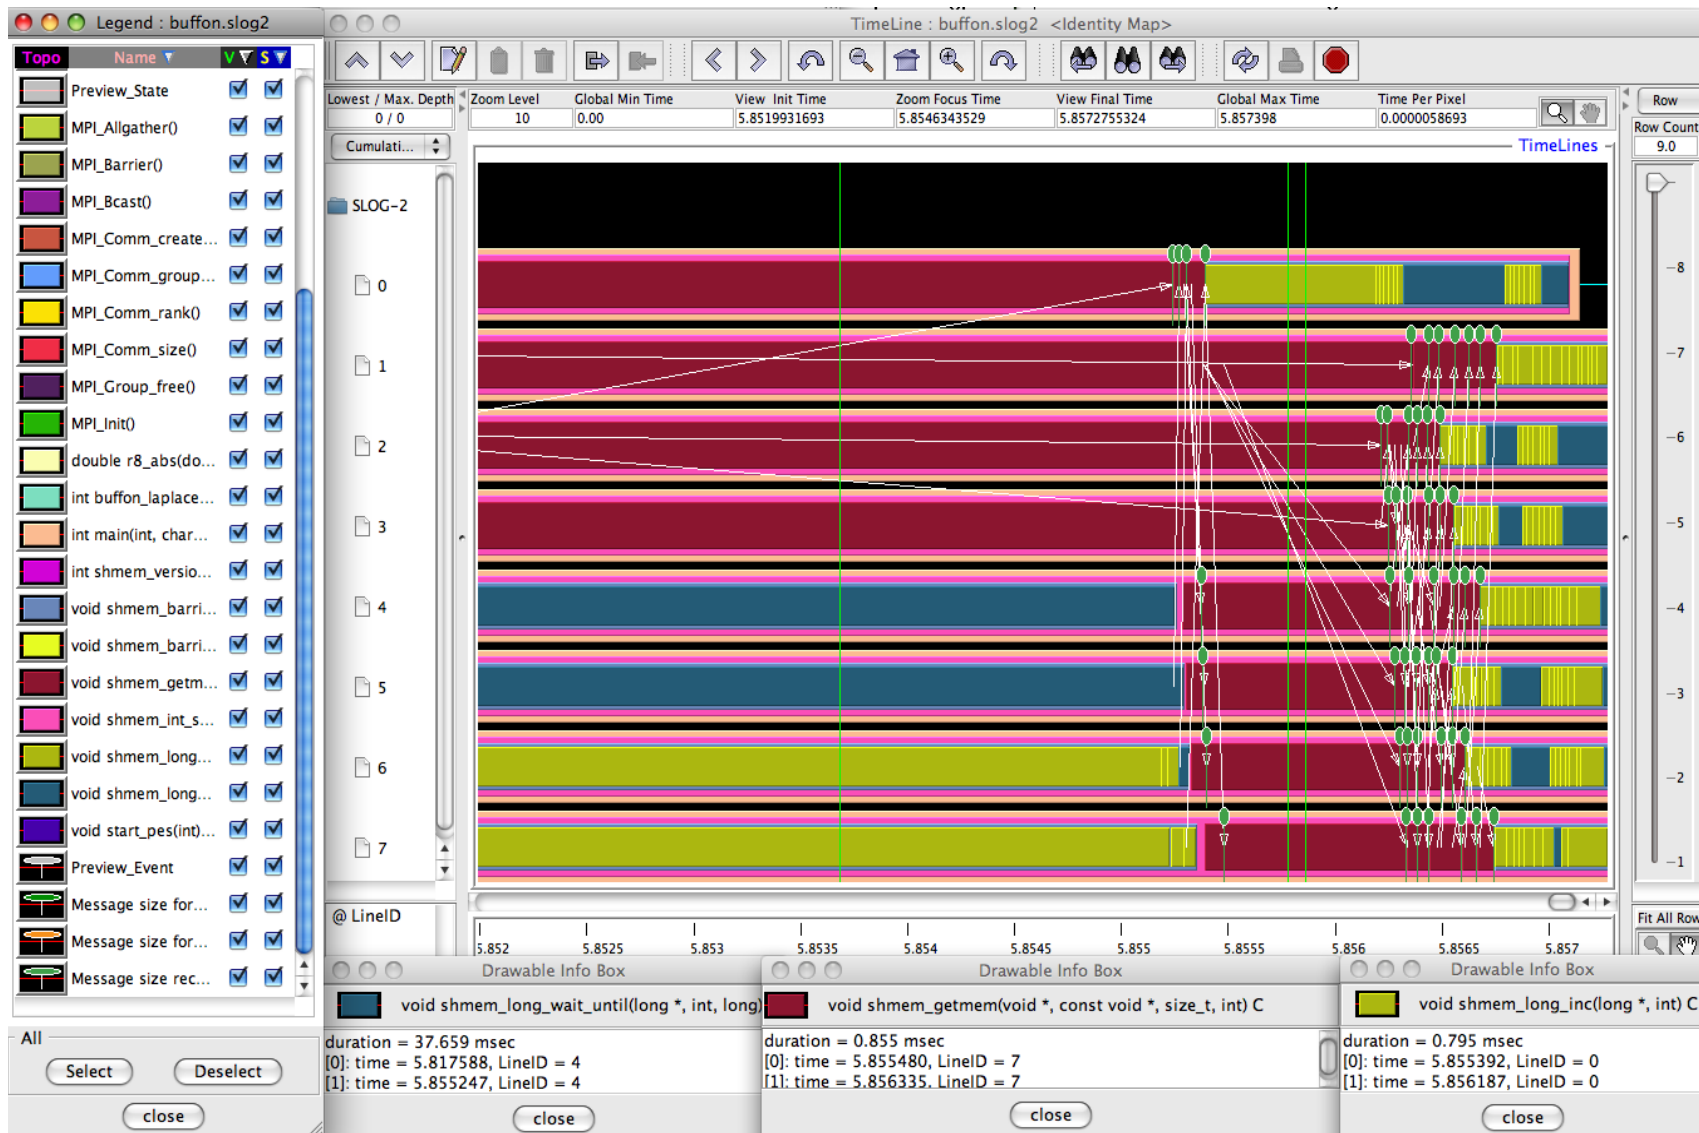 Legend : buffon.slog2
Topo Name V S
Preview_State
MPI_Allgather()
MPI_Barrier()
MPI_Bcast()
MPI_Comm_create...
MPI_Comm_group...
MPI_Comm_rank()
MPI_Comm_size()
MPI_Group_free()
MPI_Init()
double r8_abs(do...
int buffon_laplace...
int main(int, char...
int shmem_versio...
void shmem_barri...
void shmem_barri...
void shmem_getm...
void shmem_int_s...
void shmem_long...
void shmem_long...
void start_pes(int)...
Preview_Event
Message size for...
Message size for...
Message size rec...
All
Select Deselect
close
TimeLine : buffon.slog2 <Identity Map>
Lowest / Max. Depth Zoom Level Global Min Time View Init Time Zoom Focus Time View Final Time Global Max Time Time Per Pixel
0 / 0 10 0.00 5.8519931693 5.8546343529 5.8572755324 5.857398 0.0000058693
Row
Row Count
9.0
Cumulati...
TimeLines
SLOG-2
0
1
2
3
4
5
6
7
8
7
6
5
4
3
2
1
Fit All Row
@ LineID
5.852 5.8525 5.853 5.8535 5.854 5.8545 5.855 5.8555 5.856 5.8565 5.857
Drawable Info Box
void shmem_long_wait_until(long *, int, long)
duration = 37.659 msec
[0]: time = 5.817588, LineID = 4
[1]: time = 5.855247, LineID = 4
close
Drawable Info Box
void shmem_getmem(void *, const void *, size_t, int) C
duration = 0.855 msec
[0]: time = 5.855480, LineID = 7
[1]: time = 5.856335, LineID = 7
close
Drawable Info Box
void shmem_long_inc(long *, int) C
duration = 0.795 msec
[0]: time = 5.855392, LineID = 0
[1]: time = 5.856187, LineID = 0
close